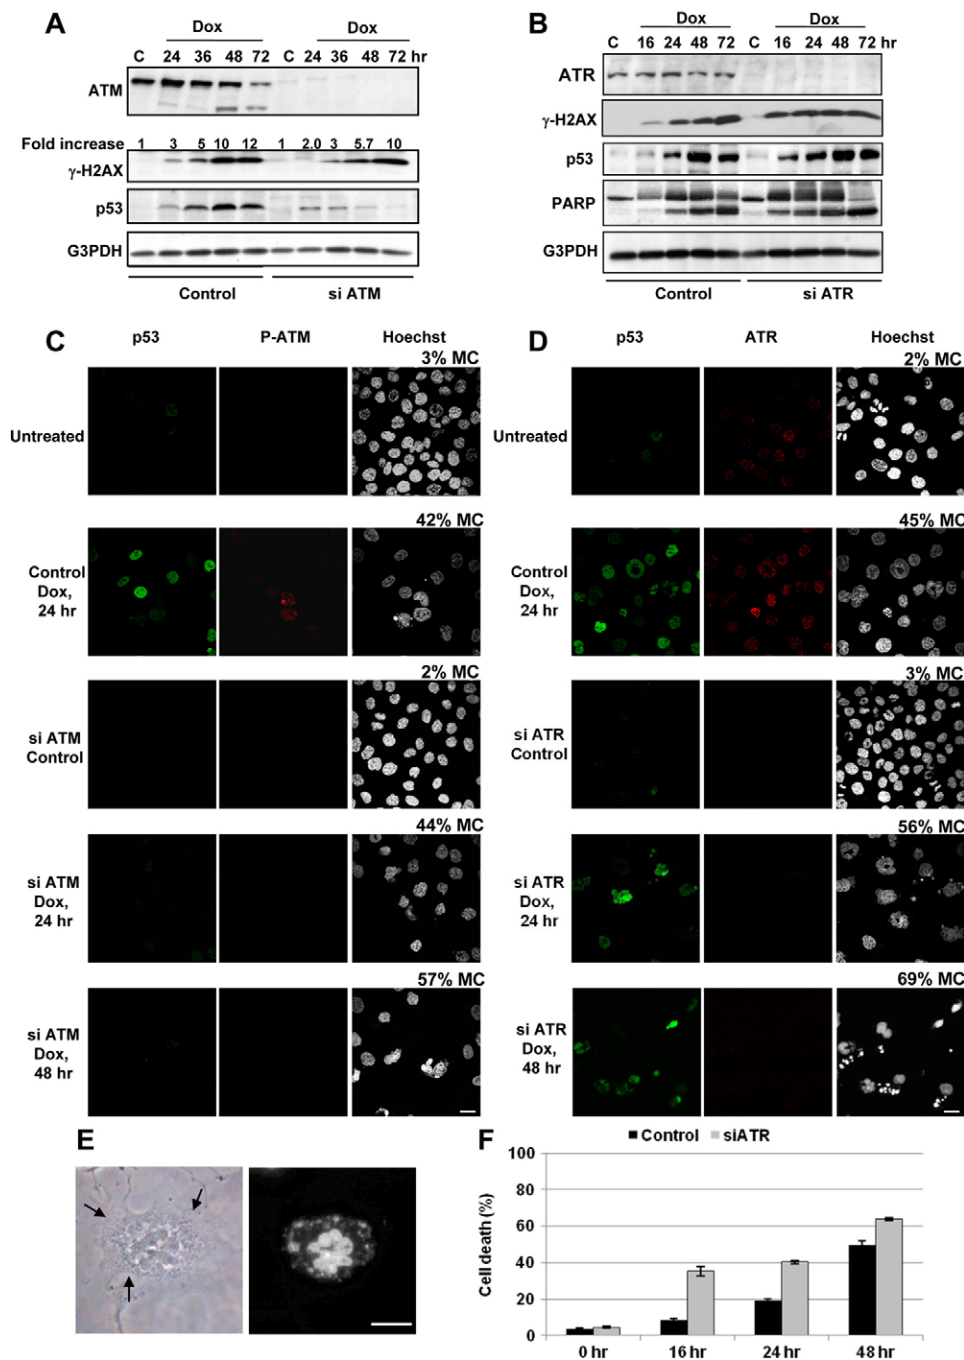 A
Dox
C 24 36 48 72 C 24 36 48 72 hr
ATM
Fold increase 1 3 5 10 12 1 2.0 3 5.7 10
γ-H2AX
p53
G3PDH
Control si ATM
B
Dox Dox
C 16 24 48 72 C 16 24 48 72 hr
ATR
γ-H2AX
p53
PARP
G3PDH
Control si ATR
C
p53 P-ATM Hoechst
3% MC
Untreated
42% MC
Control
Dox,
24 hr
2% MC
si ATM
Control
44% MC
si ATM
Dox,
24 hr
57% MC
si ATM
Dox,
48 hr
D
p53 ATR Hoechst
2% MC
Untreated
45% MC
Control
Dox,
24 hr
3% MC
si ATR
Control
56% MC
si ATR
Dox,
24 hr
69% MC
si ATR
Dox,
48 hr
E
F
Control siATR
Cell death (%)
100
80
60
40
20
0
0 hr 16 hr 24 hr 48 hr